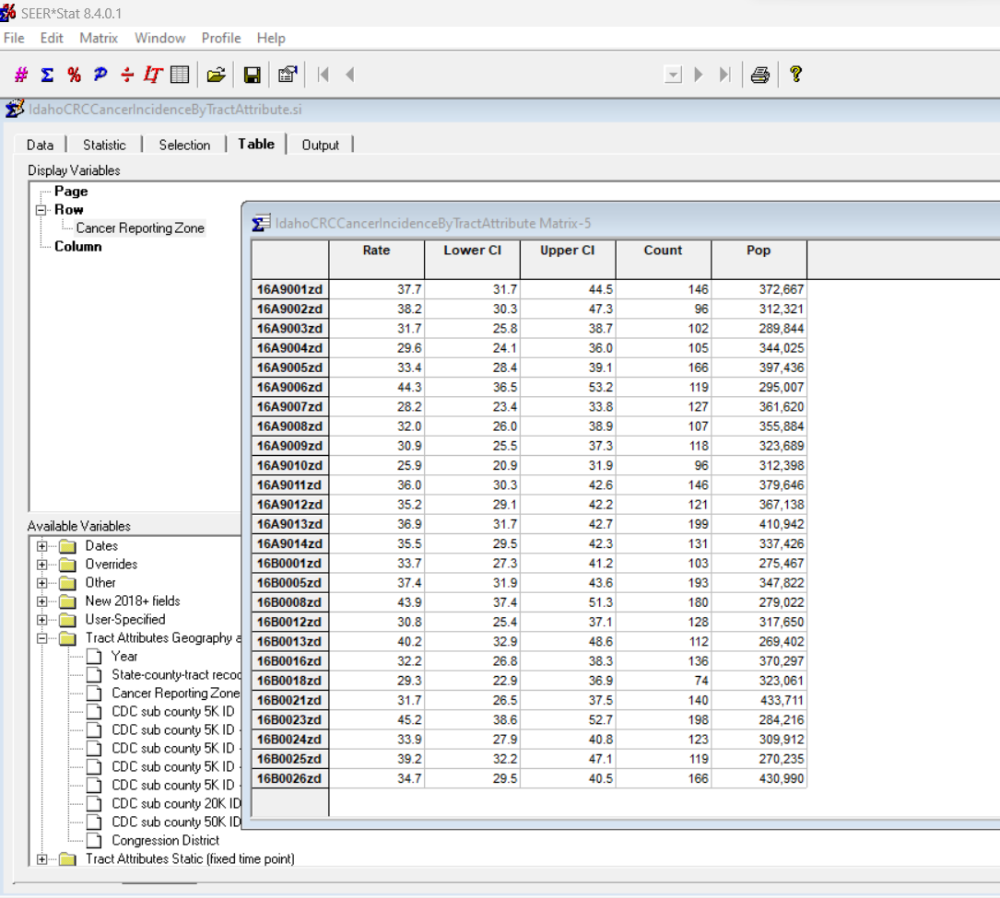 SEER*Stat 8.4.0.1
File Edit Matrix Window Profile Help
# Σ % P ÷ LT ?
IdahoCRCCancerIncidenceByTractAttribute.si
Data Statistic Selection Table Output
Display Variables
Page
Row
Cancer Reporting Zone
Column
IdahoCRCCancerIncidenceByTractAttribute Matrix-5
Rate Lower CI Upper CI Count Pop
16A9001zd 37.7 31.7 44.5 146 372,667
16A9002zd 38.2 30.3 47.3 96 312,321
16A9003zd 31.7 25.8 38.7 102 289,844
16A9004zd 29.6 24.1 36.0 105 344,025
16A9005zd 33.4 28.4 39.1 166 397,436
16A9006zd 44.3 36.5 53.2 119 295,007
16A9007zd 28.2 23.4 33.8 127 361,620
16A9008zd 32.0 26.0 38.9 107 355,884
16A9009zd 30.9 25.5 37.3 118 323,689
16A9010zd 25.9 20.9 31.9 96 312,398
16A9011zd 36.0 30.3 42.6 146 379,646
16A9012zd 35.2 29.1 42.2 121 367,138
16A9013zd 36.9 31.7 42.7 199 410,942
16A9014zd 35.5 29.5 42.3 131 337,426
16B0001zd 33.7 27.3 41.2 103 275,467
16B0005zd 37.4 31.9 43.6 193 347,822
16B0008zd 43.9 37.4 51.3 180 279,022
16B0012zd 30.8 25.4 37.1 128 317,650
16B0013zd 40.2 32.9 48.6 112 269,402
16B0016zd 32.2 26.8 38.3 136 370,297
16B0018zd 29.3 22.9 36.9 74 323,061
16B0021zd 31.7 26.5 37.5 140 433,711
16B0023zd 45.2 38.6 52.7 198 284,216
16B0024zd 33.9 27.9 40.8 123 309,912
16B0025zd 39.2 32.2 47.1 119 270,235
16B0026zd 34.7 29.5 40.5 166 430,990
Available Variables
Dates
Overrides
Other
New 2018+ fields
User-Specified
Tract Attributes Geography a
Year
State-county-tract recod
Cancer Reporting Zone
CDC sub county 5K ID
CDC sub county 5K ID -
CDC sub county 5K ID -
CDC sub county 5K ID -
CDC sub county 5K ID -
CDC sub county 20K ID
CDC sub county 50K ID
Congression District
Tract Attributes Static (fixed time point)